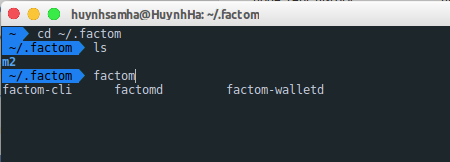 huynhsamha@HuynhHa: ~/.factom
~ cd ~/.factom
~/.factom ls
m2
~/.factom factom
factom-cli factomd factom-walletd